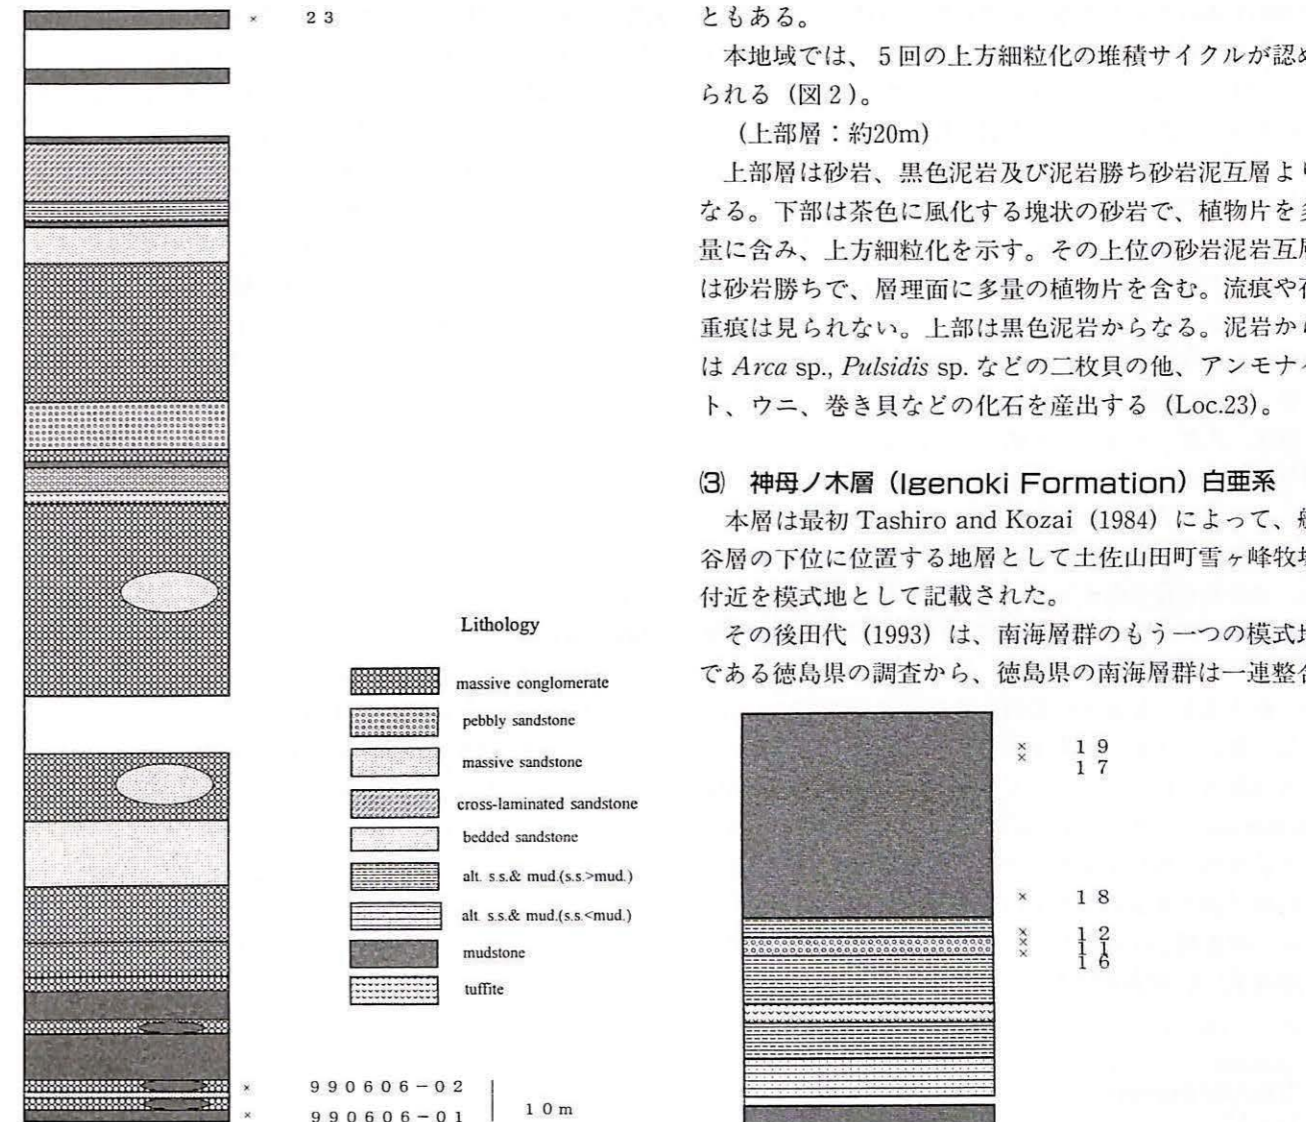 × 23
Lithology
massive conglomerate
pebbly sandstone
massive sandstone
cross-laminated sandstone
bedded sandstone
alt. s.s.& mud.(s.s.>mud.)
alt. s.s.& mud.(s.s.<mud.)
mudstone
tuffite
× 990606-02
× 990606-01
10m
ともある。
本地域では、5回の上方細粒化の堆積サイクルが認め
られる(図2)。
(上部層:約20m)
上部層は砂岩、黒色泥岩及び泥岩勝ち砂岩泥互層よ
なる。下部は茶色に風化する塊状の砂岩で、植物片を
量に含み、上方細粒化を示す。その上位の砂岩泥岩互
は砂岩勝ちで、層理面に多量の植物片を含む。流痕や
重痕は見られない。上部は黒色泥岩からなる。泥岩か
は Arca sp., Pulsidis sp. などの二枚貝の他、アンモナイ
ト、ウニ、巻き貝などの化石を産出する(Loc.23)。
(3) 神母ノ木層(Igenoki Formation)白亜系
本層は最初 Tashiro and Kozai(1984)によって、
谷層の下位に位置する地層として土佐山田町雪ヶ峰牧
付近を模式地として記載された。
その後田代(1993)は、南海層群のもう一つの模式
である徳島県の調査から、徳島県の南海層群は一連整
× 19
× 17
× 18
× 12
× 11
× 16